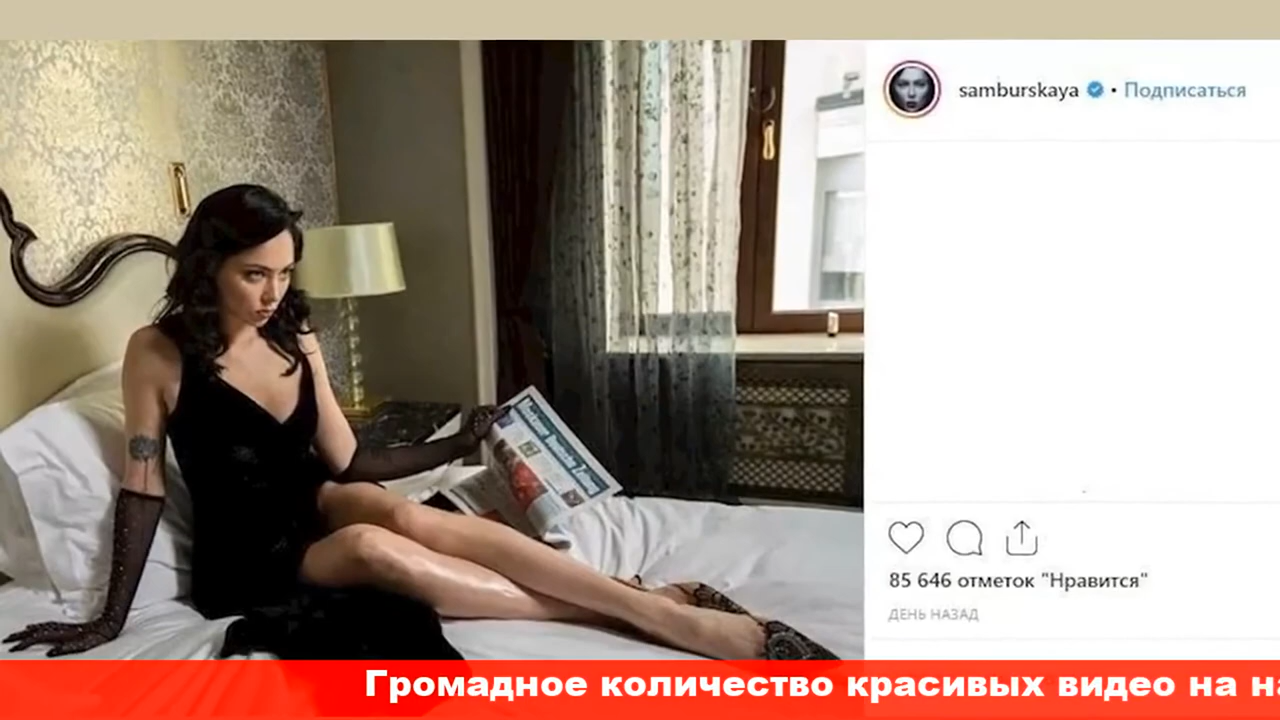 samburskaya • Подписаться
85 646 отметок "Нравится"
ДЕНЬ НАЗАД
Громадное количество красивых видео на на